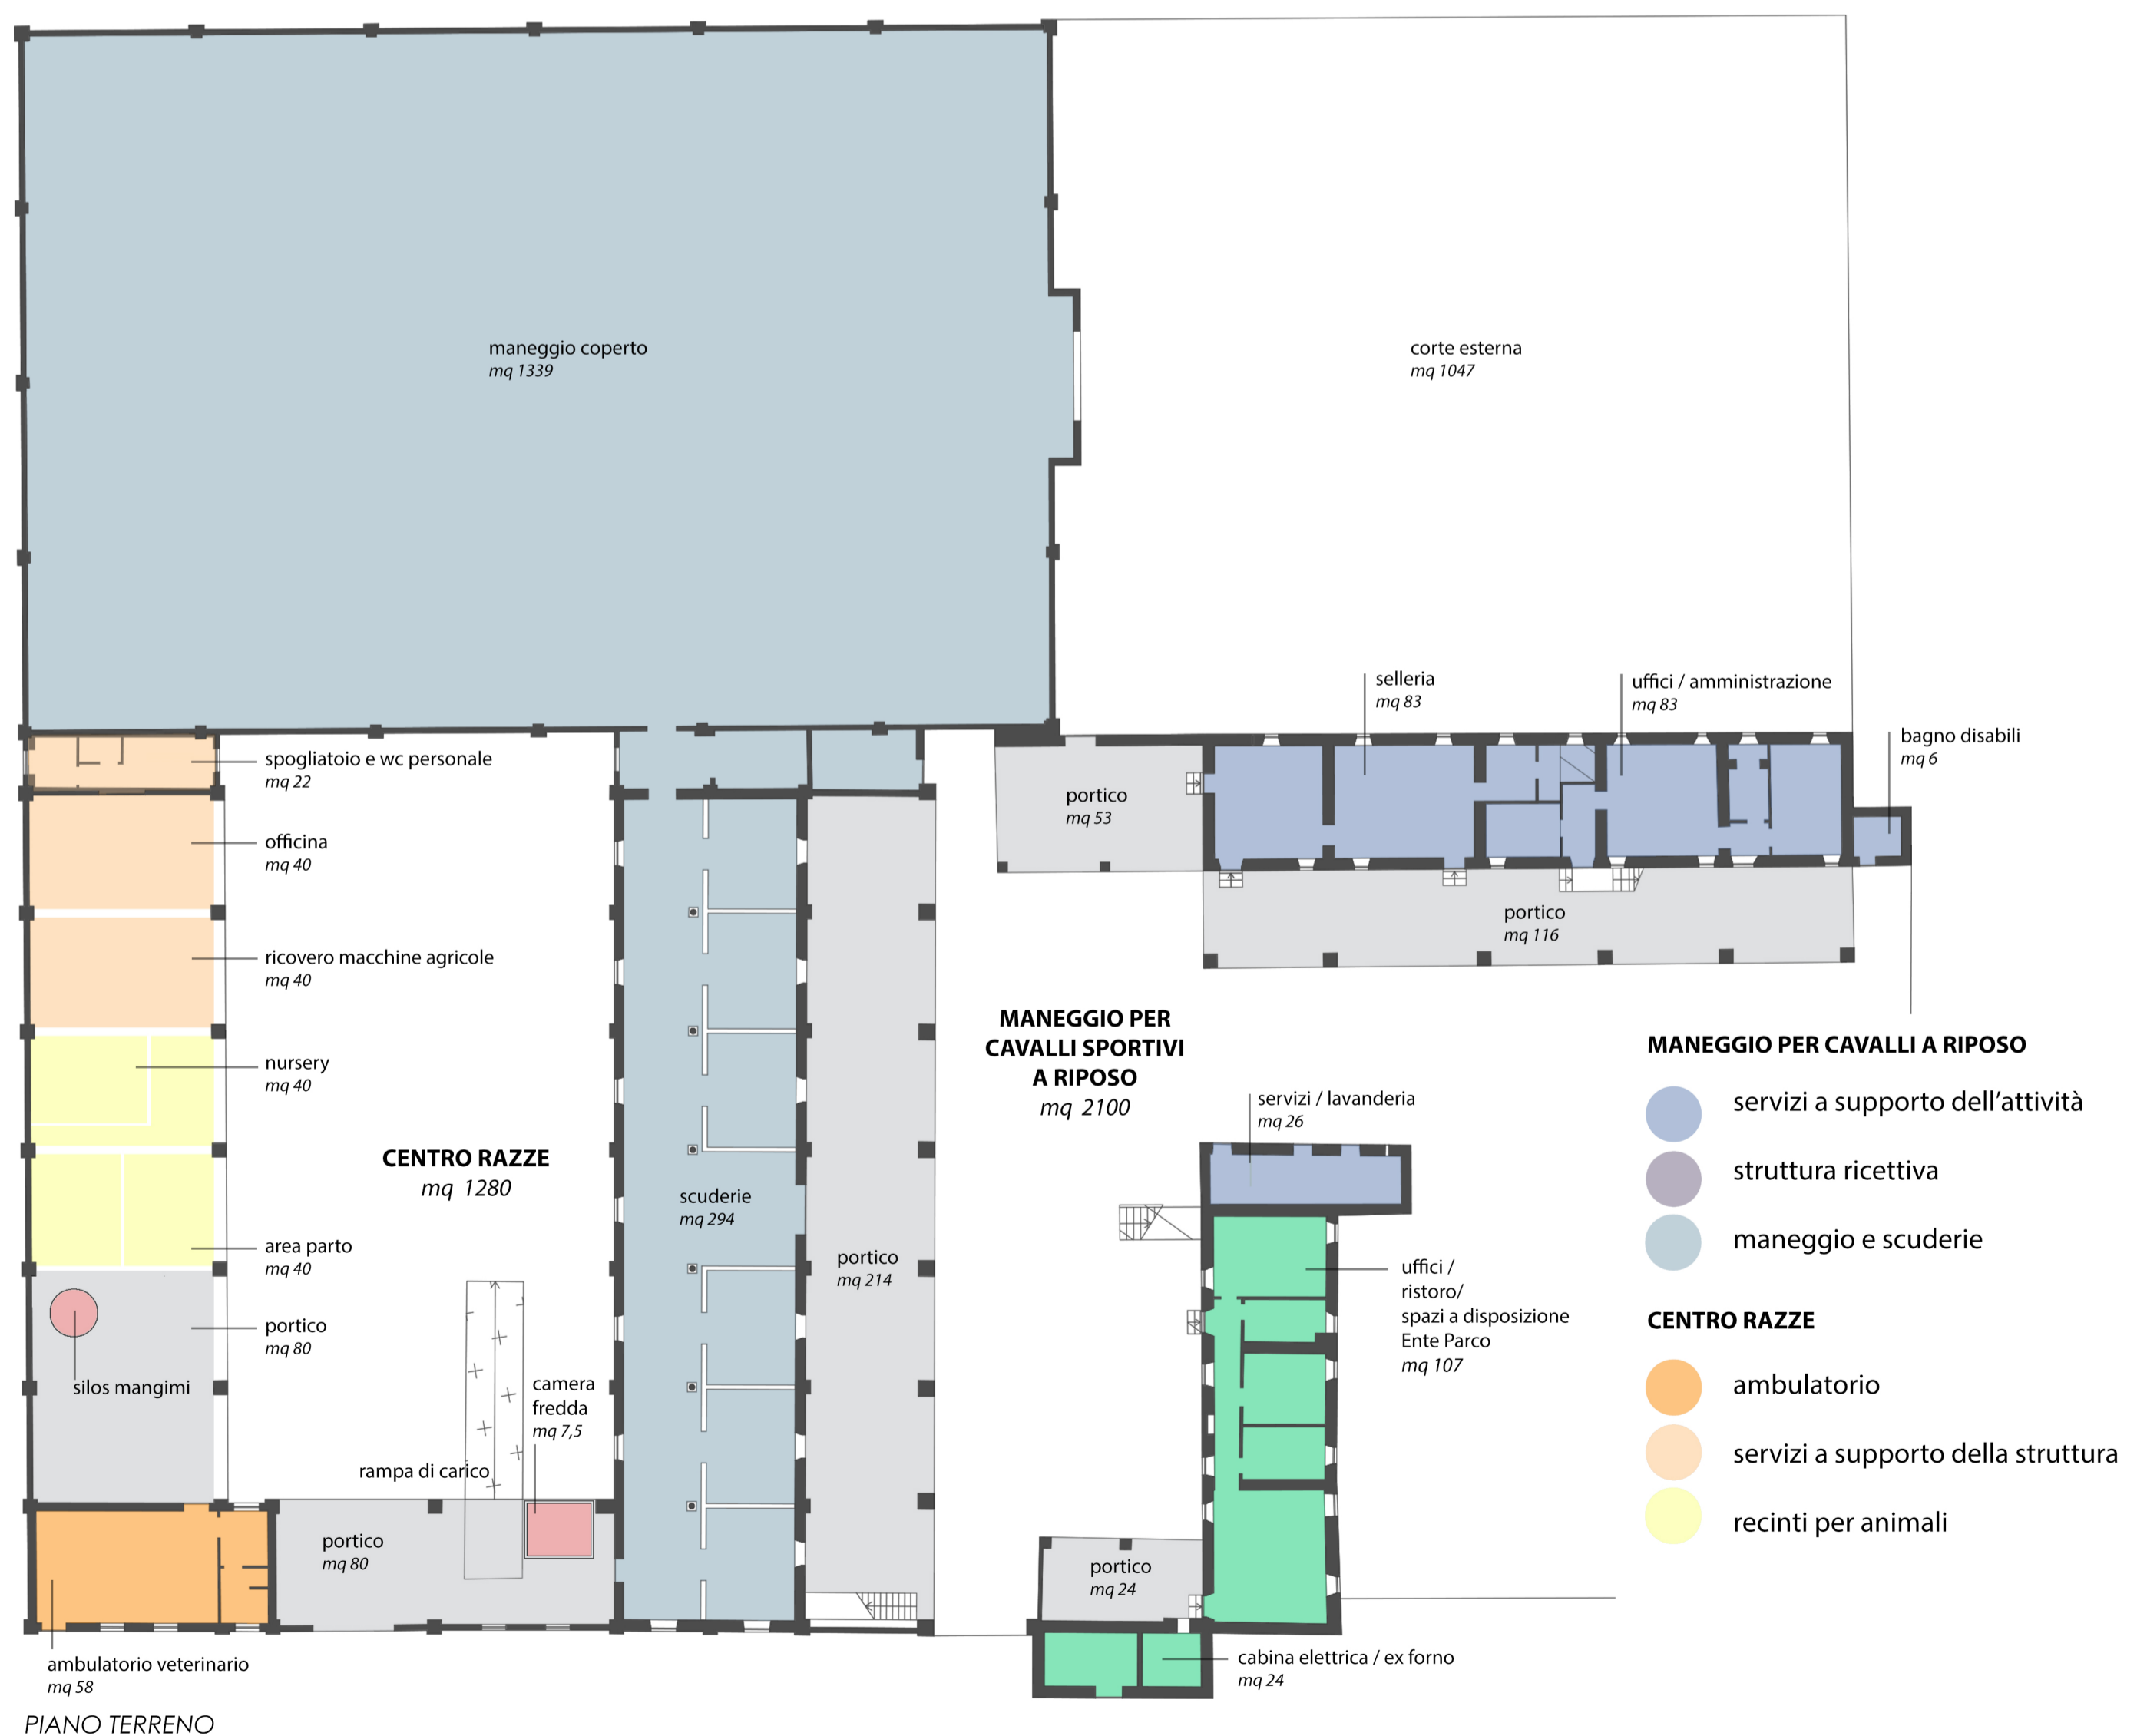 maneggio coperto
mq 1339
corte esterna
mq 1047
selleria
mq 83
uffici / amministrazione
mq 83
bagno disabili
mq 6
spogliatoio e wc personale
mq 22
portico
mq 53
officina
mq 40
portico
mq 116
ricovero macchine agricole
mq 40
MANEGGIO PER
CAVALLI SPORTIVI
A RIPOSO
mq 2100
nursery
mq 40
CENTRO RAZZE
mq 1280
scuderie
mq 294
servizi / lavanderia
mq 26
area parto
mq 40
portico
mq 214
uffici /
ristoro/
spazi a disposizione
Ente Parco
mq 107
portico
mq 80
silos mangimi
camera
fredda
mq 7,5
rampa di carico
portico
mq 80
portico
mq 24
ambulatorio veterinario
mq 58
cabina elettrica / ex forno
mq 24
MANEGGIO PER CAVALLI A RIPOSO
servizi a supporto dell'attività
struttura ricettiva
maneggio e scuderie
CENTRO RAZZE
ambulatorio
servizi a supporto della struttura
recinti per animali
PIANO TERRENO